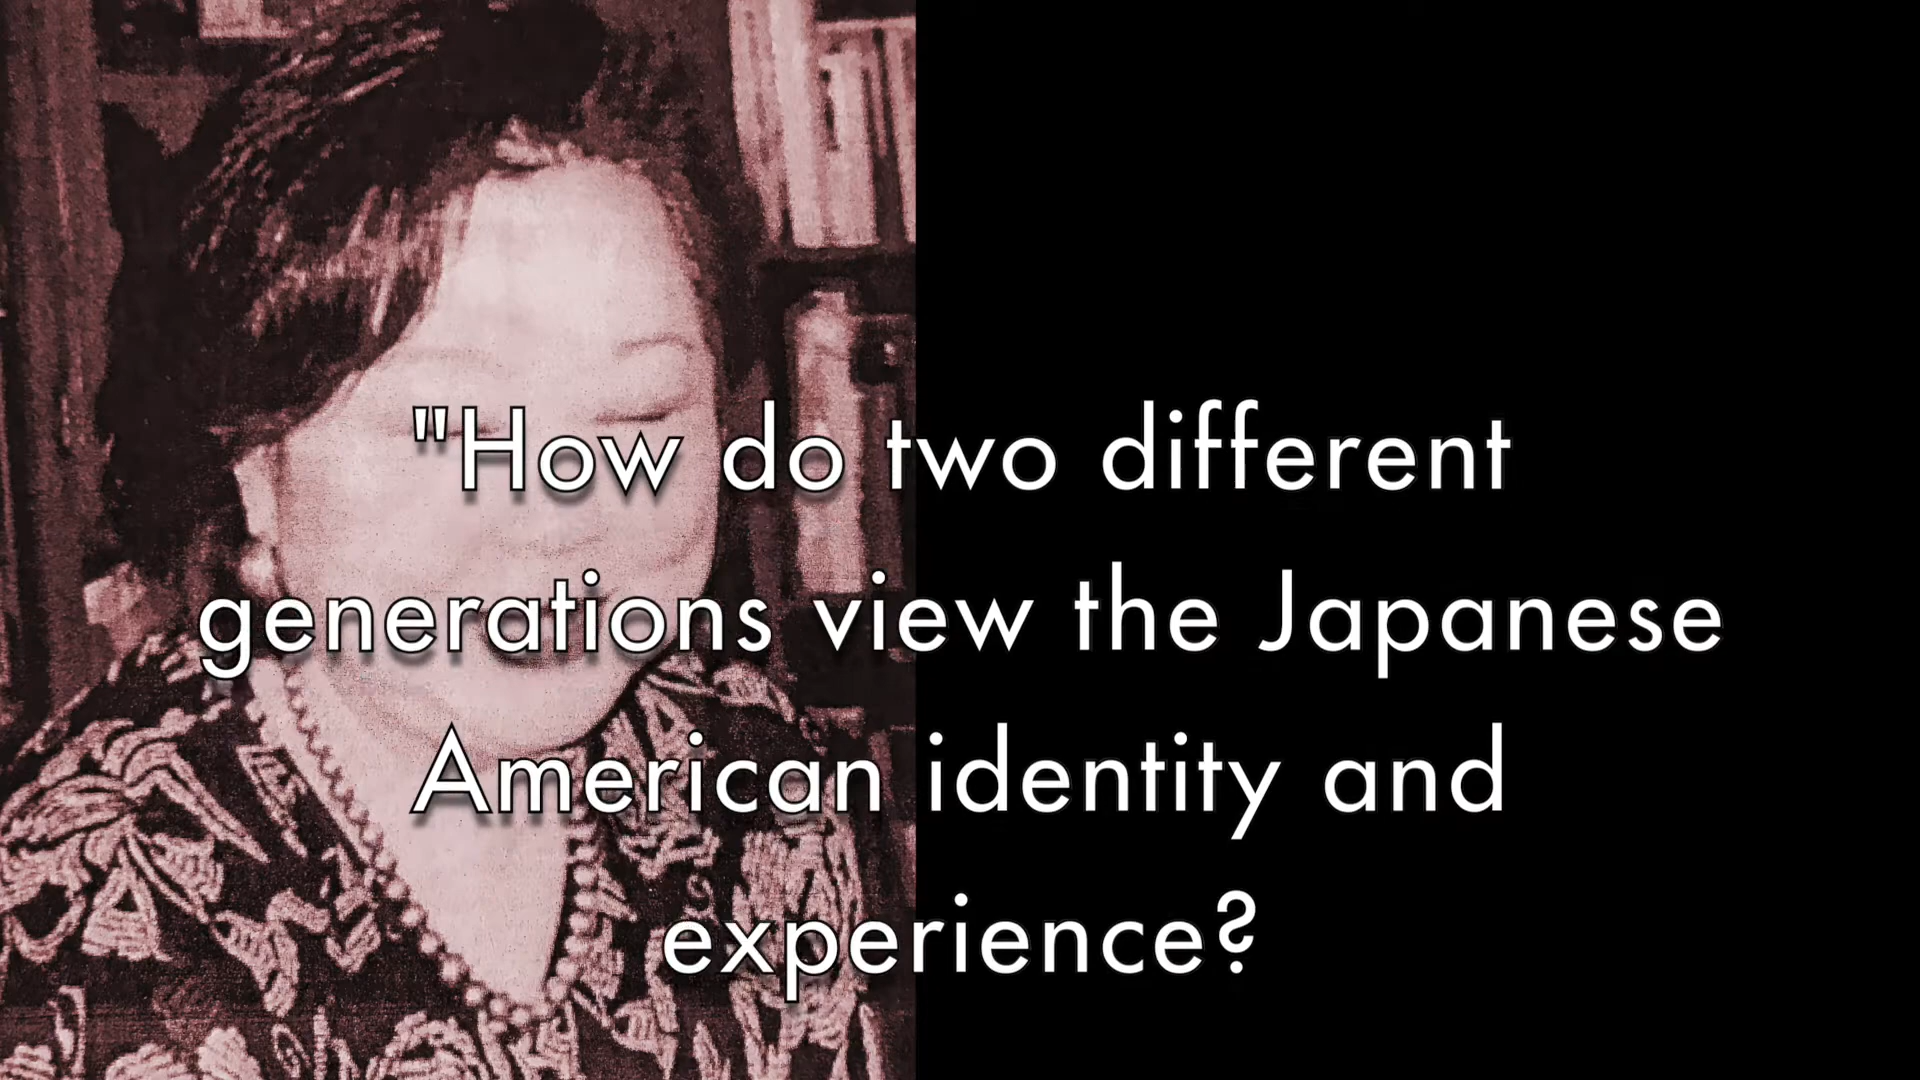 "How do two different
generations view the Japanese
American identity and
experience?